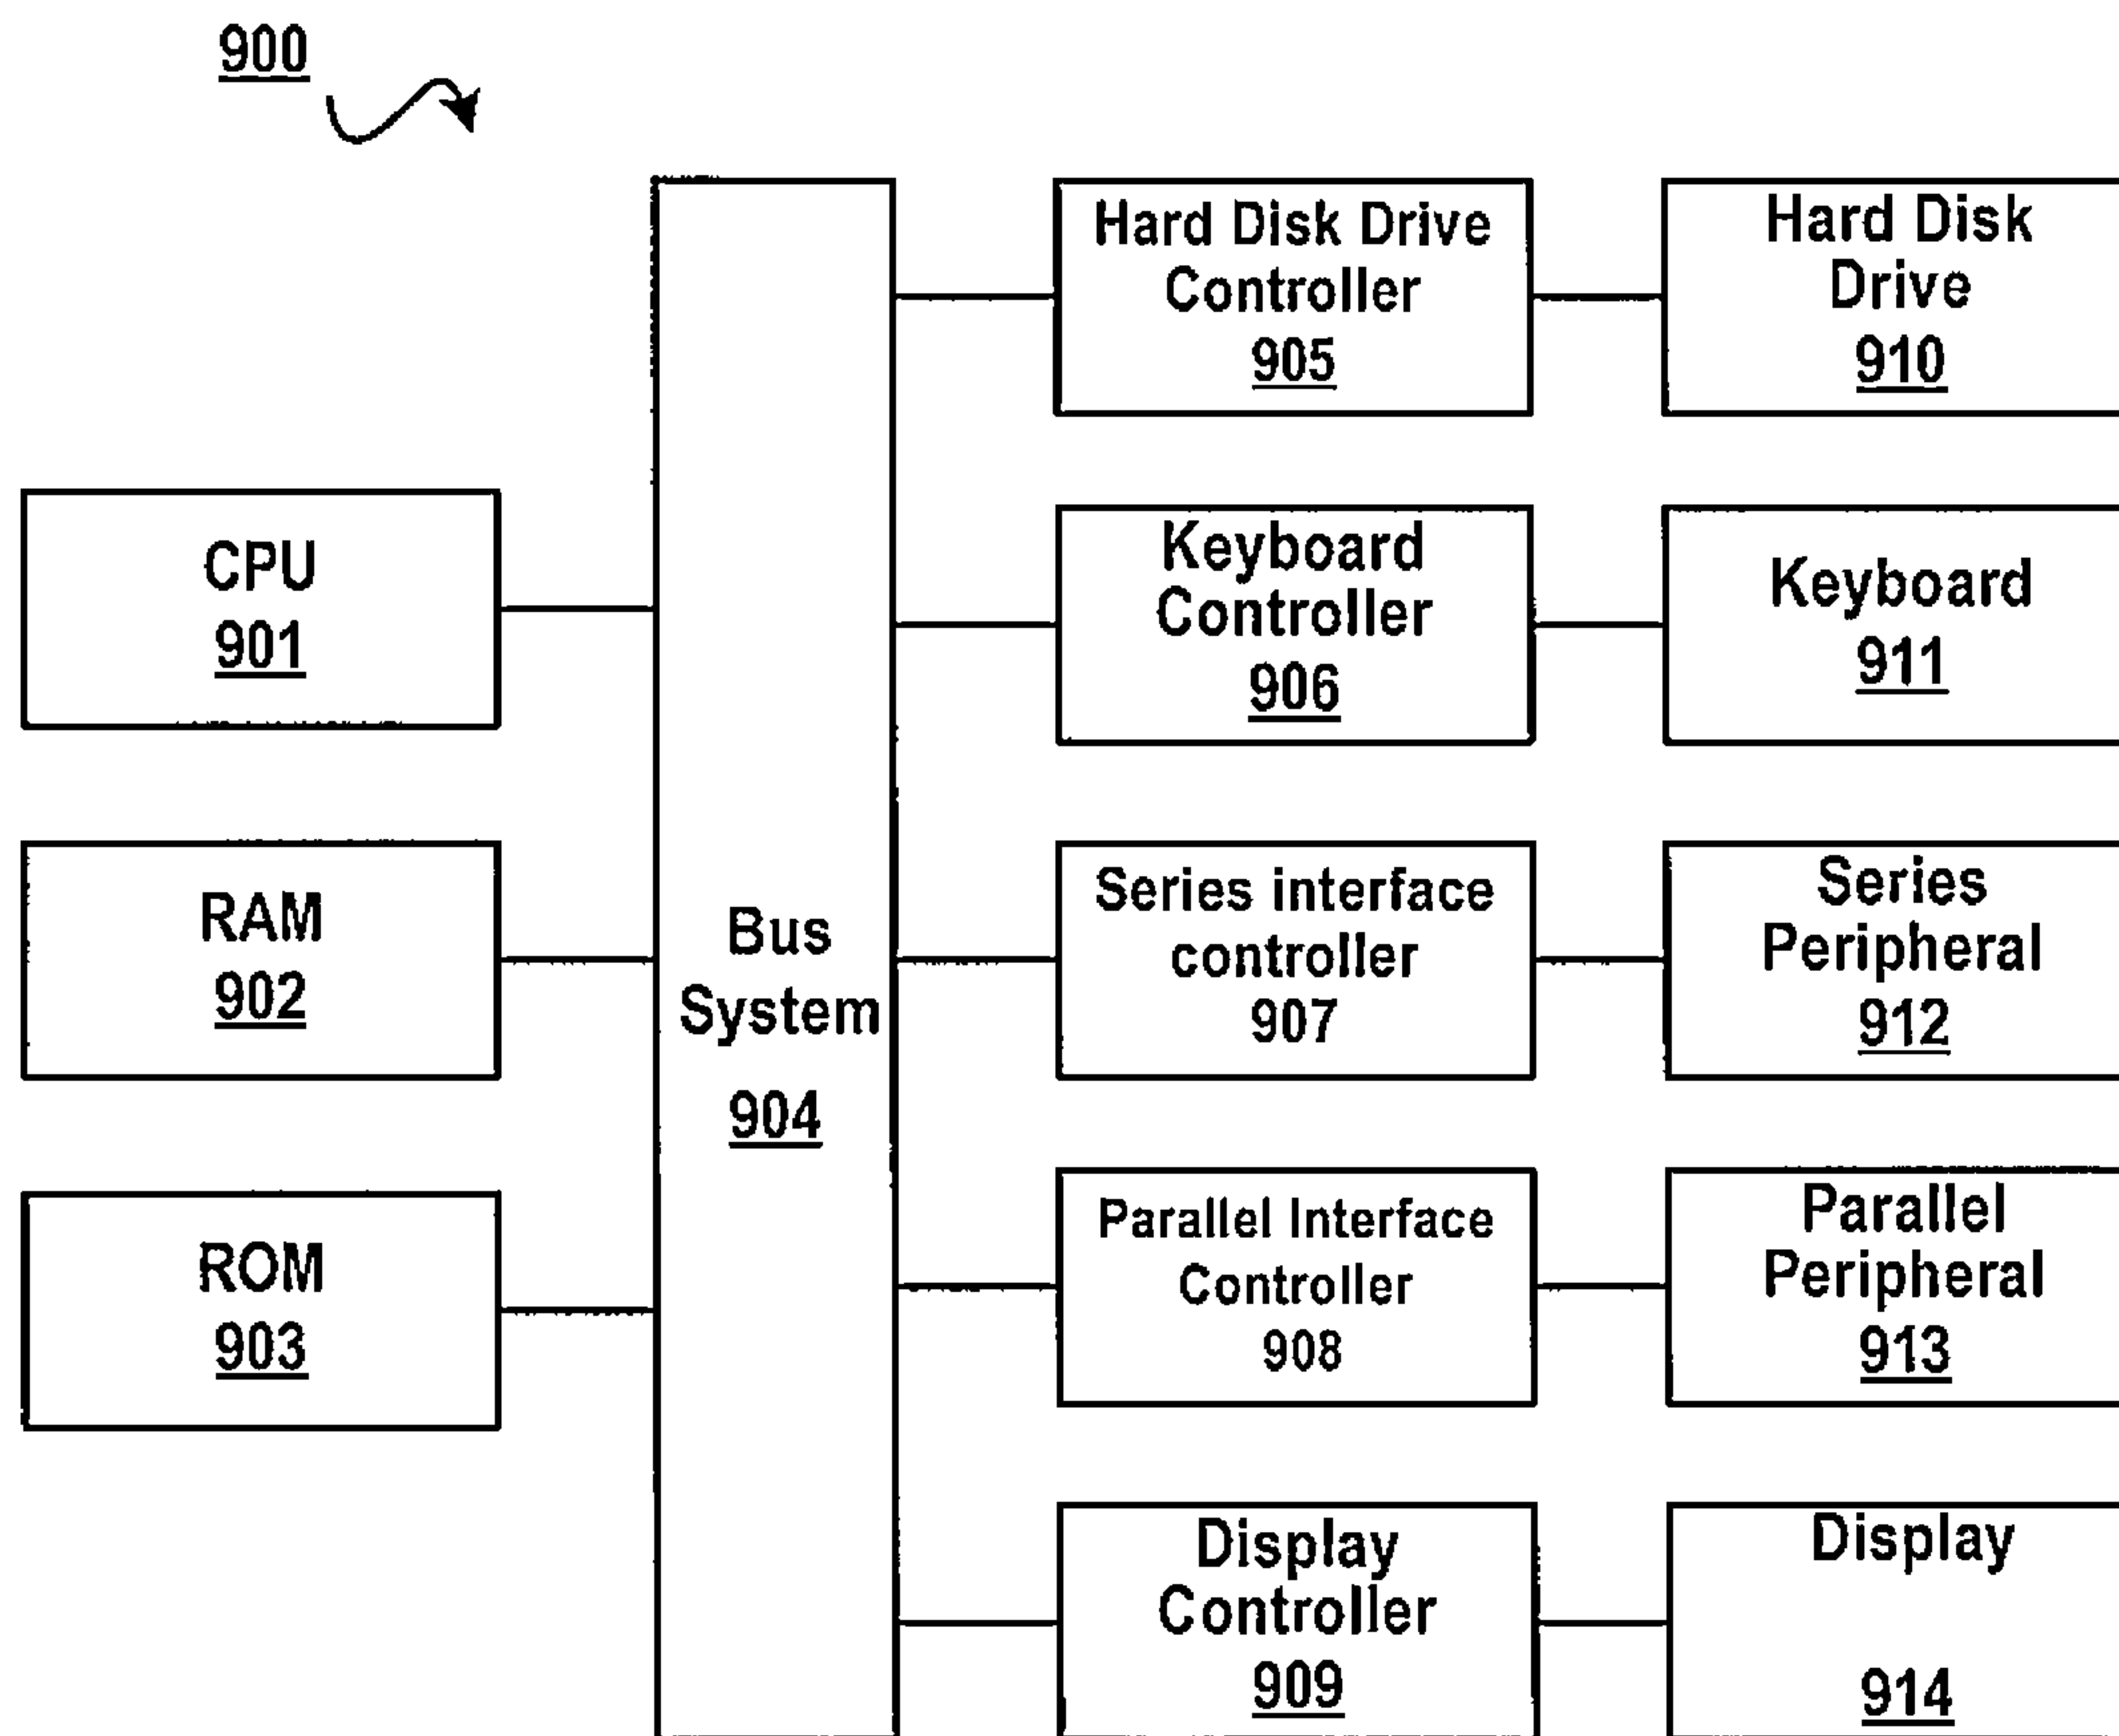 900
Hard Disk Drive
Controller
905
Hard Disk
Drive
910
CPU
901
Keyboard
Controller
906
Keyboard
911
RAM
902
Bus
System
904
Series interface
controller
907
Series
Peripheral
912
ROM
903
Parallel Interface
Controller
908
Parallel
Peripheral
913
Display
Controller
909
Display
914